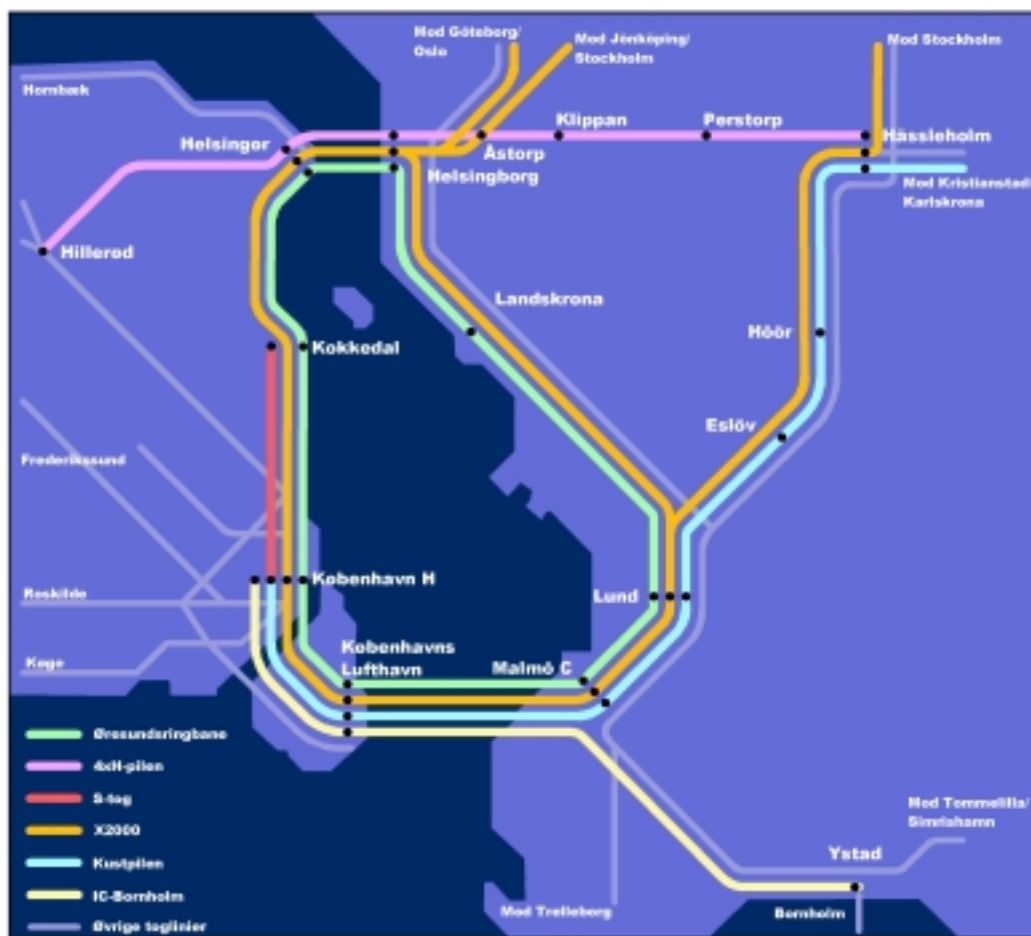 Mod Göteborg/
Oslo
Mod Jönköping/
Stockholm
Mod Stockholm
Hornbæk
Klippan
Perstorp
Helsingor
Åstorp
Hässleholm
Helsingborg
Mod Kristianstad/
Karlskrona
Hillerod
Landskrona
Höör
Kokkedal
Eslöv
Frederikssund
København H
Roskilde
Lund
Københavns
Lufthavn
Malmö C
Køge
Øresundsringbane
4xH-pilen
S-tog
X2000
Kustpilen
IC-Bornholm
Øvrige toglinier
Mod Tommelilla/
Simrishamn
Ystad
Mod Trelleborg
Bornholm